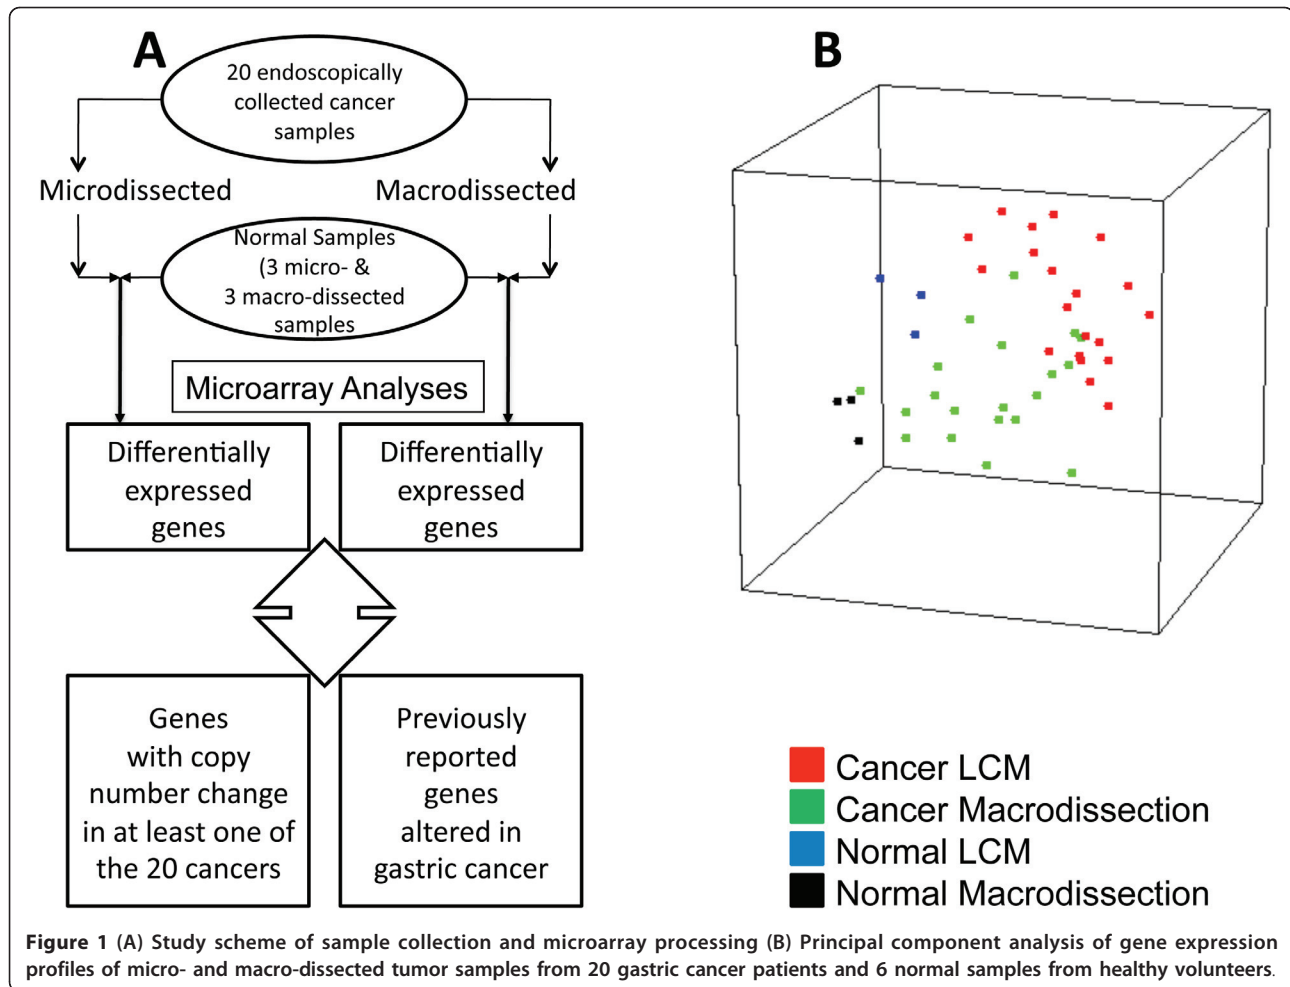 A
20 endoscopically
collected cancer
samples
Microdissected
Macrodissected
Normal Samples
(3 micro- &
3 macro-dissected
samples
Microarray Analyses
Differentially
expressed
genes
Differentially
expressed
genes
Genes
with copy
number change
in at least one of
the 20 cancers
Previously
reported
genes
altered in
gastric cancer
B
Cancer LCM
Cancer Macrodissection
Normal LCM
Normal Macrodissection
Figure 1 (A) Study scheme of sample collection and microarray processing (B) Principal component analysis of gene expression
profiles of micro- and macro-dissected tumor samples from 20 gastric cancer patients and 6 normal samples from healthy volunteers.